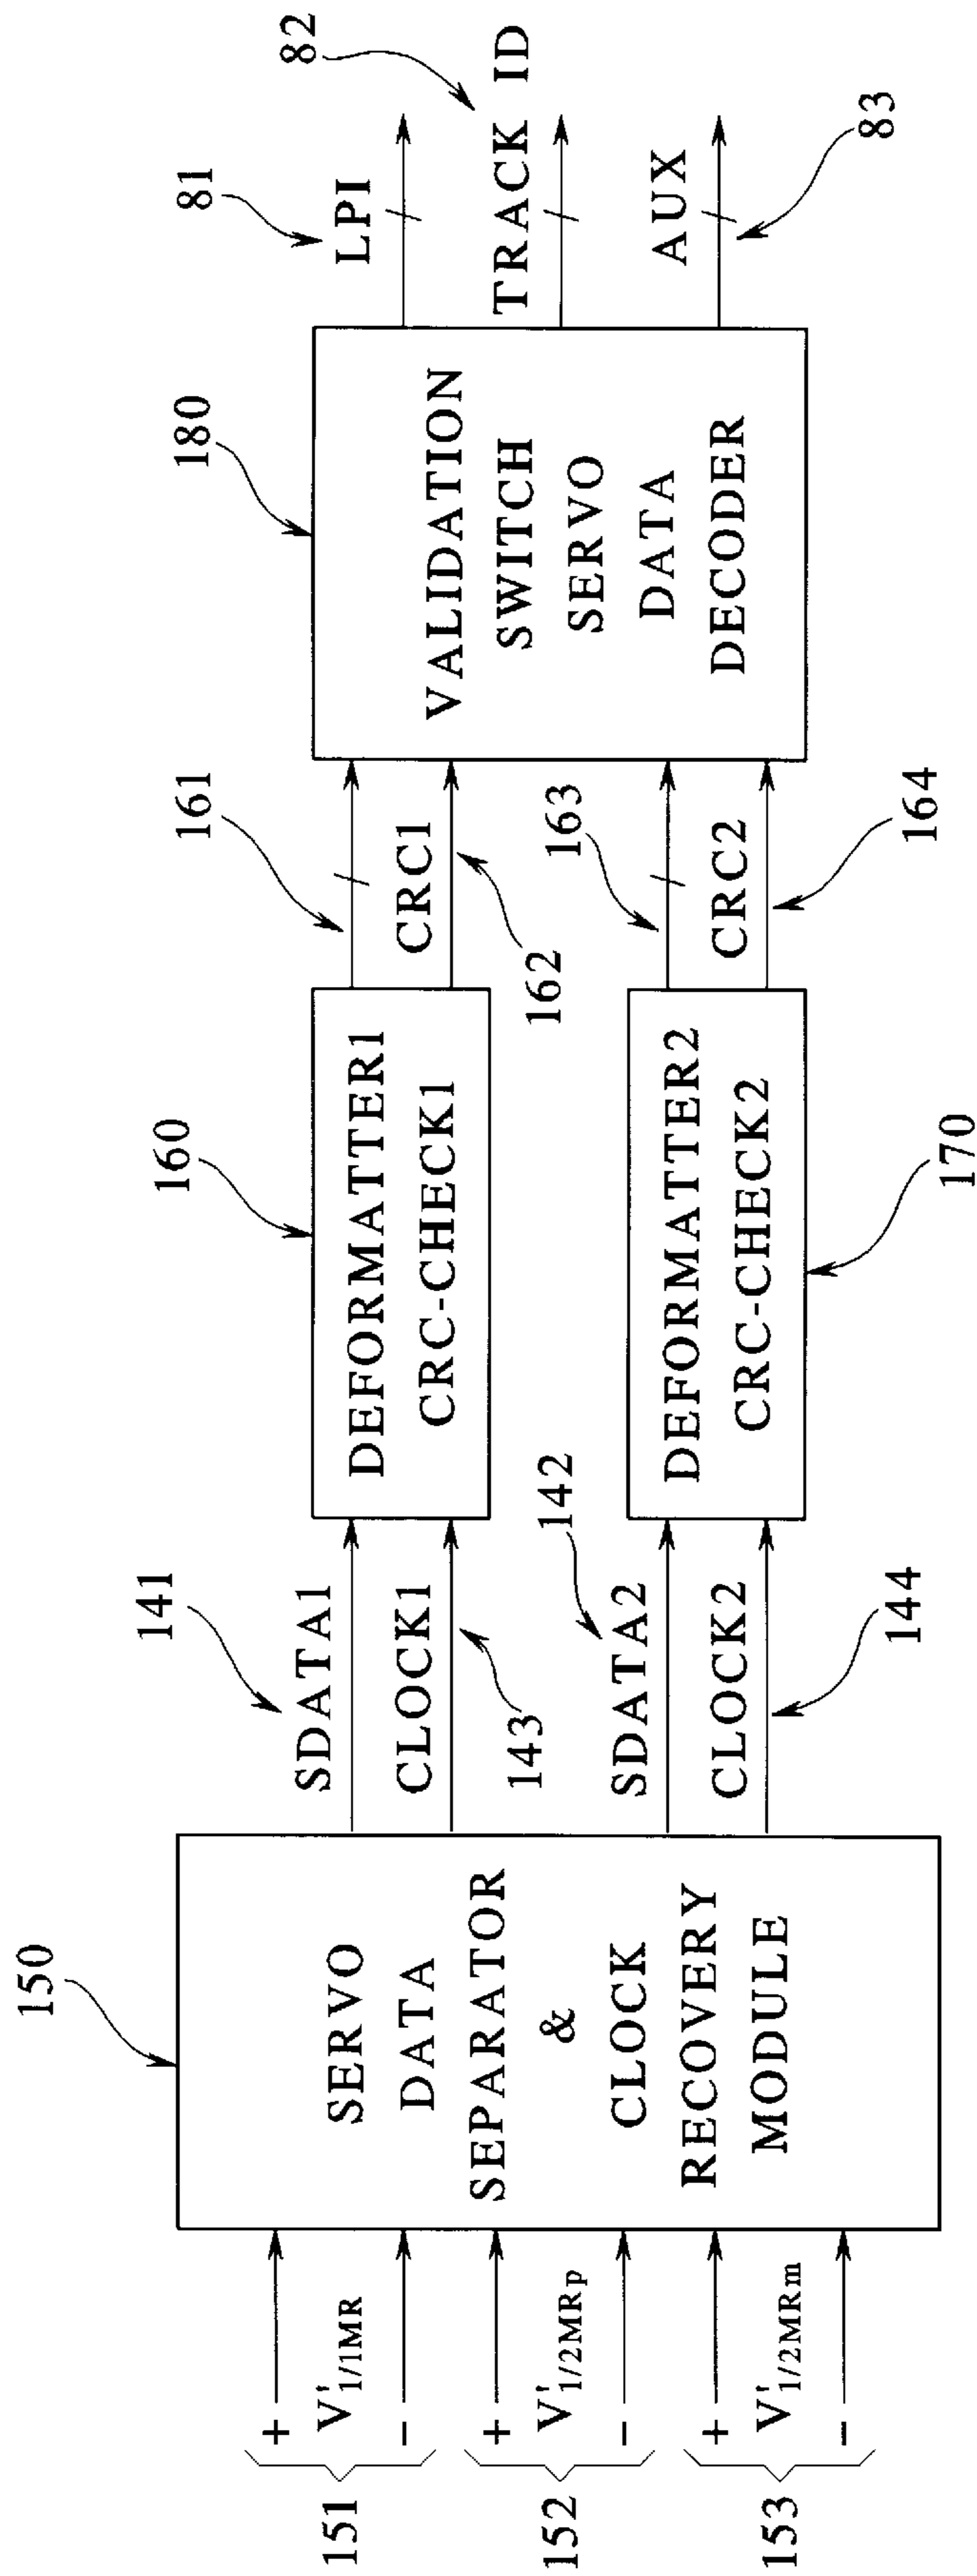 150
SERVO
DATA
SEPARATOR
&
CLOCK
RECOVERY
MODULE
151
+
V'1/1MR
-
152
+
V'1/2MRp
-
153
+
V'1/2MRm
-
141
SDATA1
CLOCK1
143
142
SDATA2
CLOCK2
144
160
DEFORMATTER1
CRC-CHECK1
DEFORMATTER2
CRC-CHECK2
170
161
CRC1
162
163
CRC2
164
180
VALIDATION
SWITCH
SERVO
DATA
DECODER
81
LPI
82
TRACK ID
AUX
83